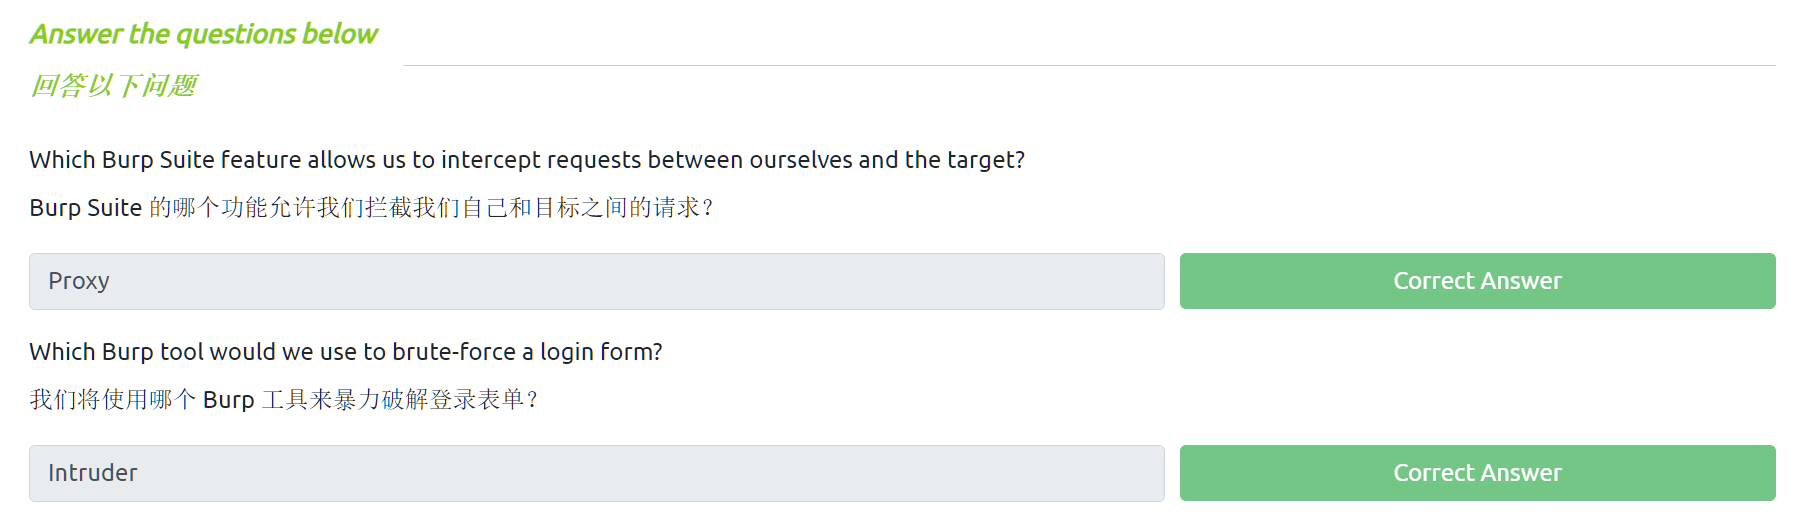 Answer the questions below
回答以下问题
Which Burp Suite feature allows us to intercept requests between ourselves and the target?
Burp Suite 的哪个功能允许我们拦截我们自己和目标之间的请求？
Proxy
Correct Answer
Which Burp tool would we use to brute-force a login form?
我们将使用哪个 Burp 工具来暴力破解登录表单？
Intruder
Correct Answer